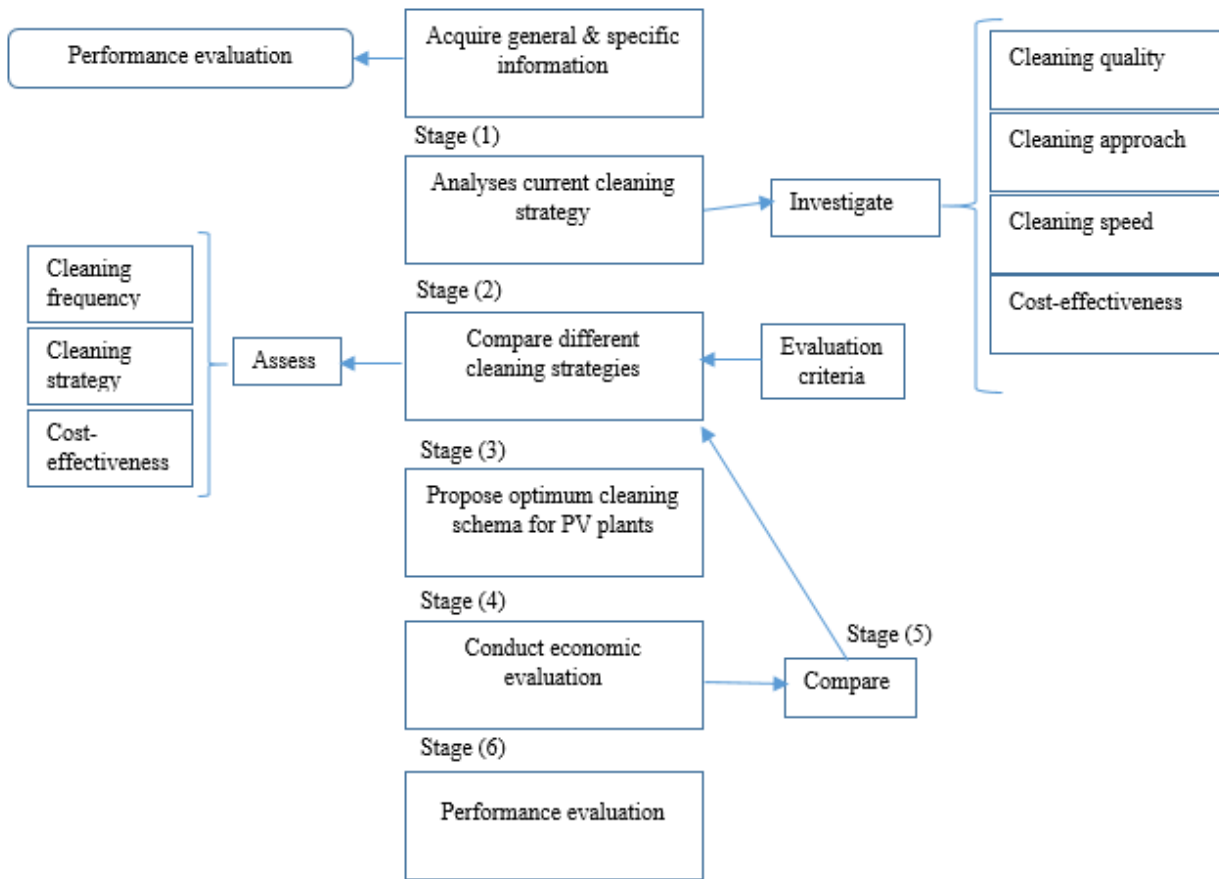 Performance evaluation
Acquire general & specific
information
Stage (1)
Analyses current cleaning
strategy
Investigate
Cleaning quality
Cleaning approach
Cleaning speed
Cost-effectiveness
Stage (2)
Compare different
cleaning strategies
Evaluation
criteria
Assess
Cleaning
frequency
Cleaning
strategy
Cost-
effectiveness
Stage (3)
Propose optimum cleaning
schema for PV plants
Stage (4)
Conduct economic
evaluation
Stage (5)
Compare
Stage (6)
Performance evaluation